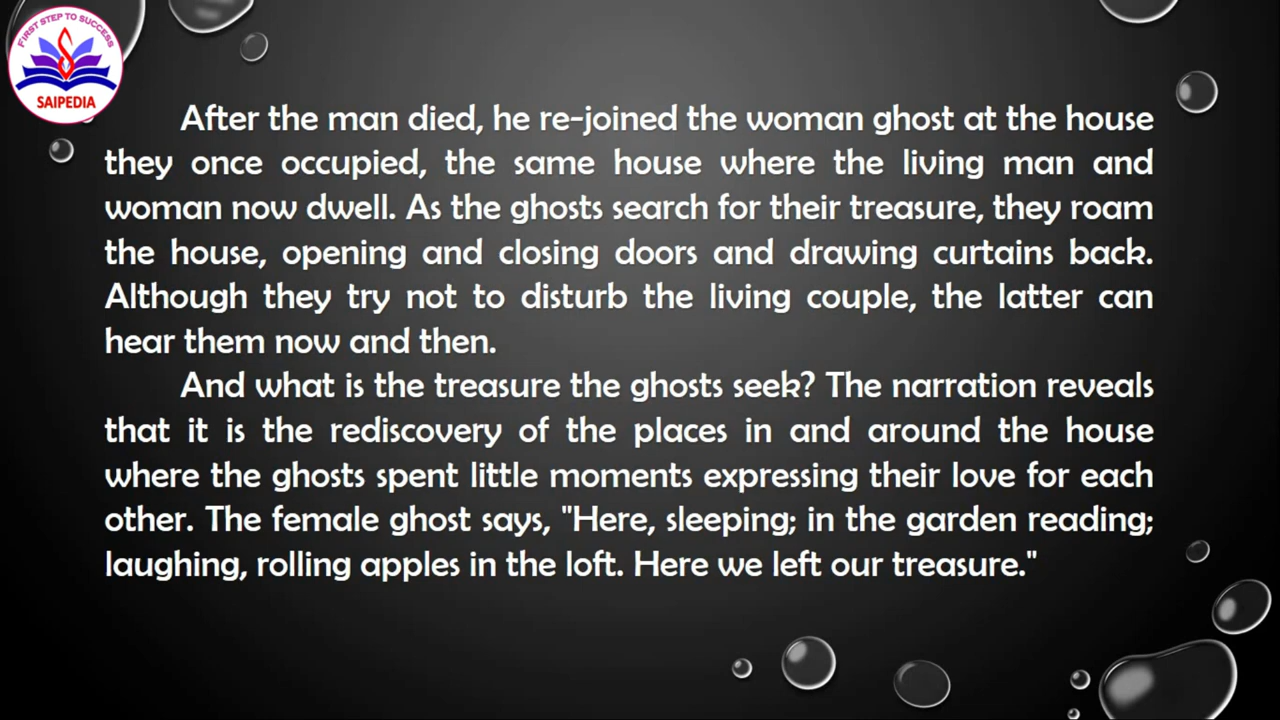 FIRST STEP TO SUCCESS
SAIPEDIA
After the man died, he re-joined the woman ghost at the house
they once occupied, the same house where the living man and
woman now dwell. As the ghosts search for their treasure, they roam
the house, opening and closing doors and drawing curtains back.
Although they try not to disturb the living couple, the latter can
hear them now and then.
And what is the treasure the ghosts seek? The narration reveals
that it is the rediscovery of the places in and around the house
where the ghosts spent little moments expressing their love for each
other. The female ghost says, "Here, sleeping; in the garden reading;
laughing, rolling apples in the loft. Here we left our treasure."